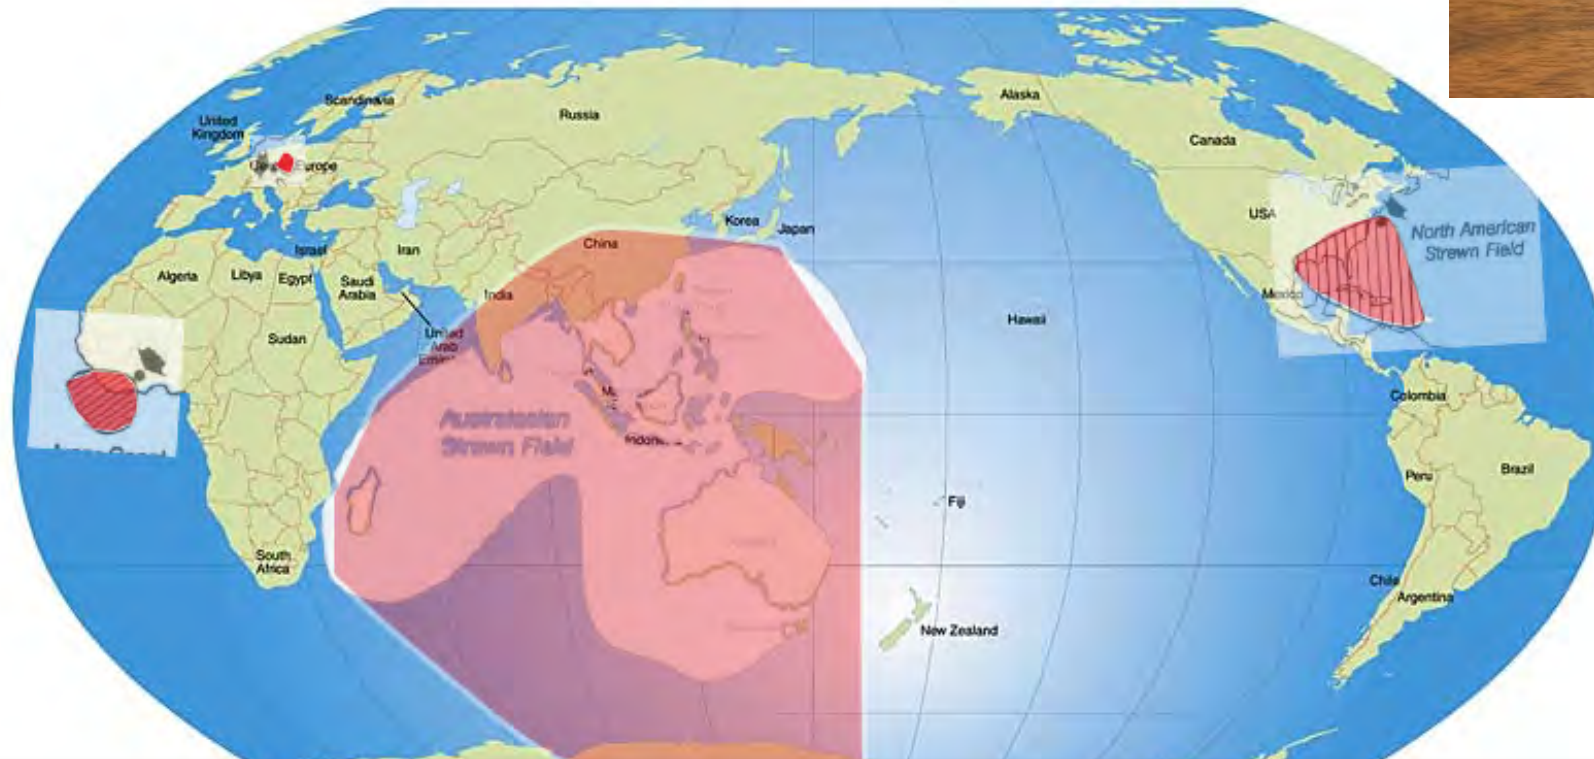 Scandinavia
United
Kingdom
Europe
Russia
Alaska
Canada
USA
North American
Strewn Field
Mexico
Korea
Japan
China
Israel
Iran
Algeria
Libya
Egypt
Saudi
Arabia
India
Sudan
United
Arab
Hawaii
Colombia
Australasian
Strewn Field
Peru
Brazil
Fiji
South
Africa
Chile
Argentina
New Zealand